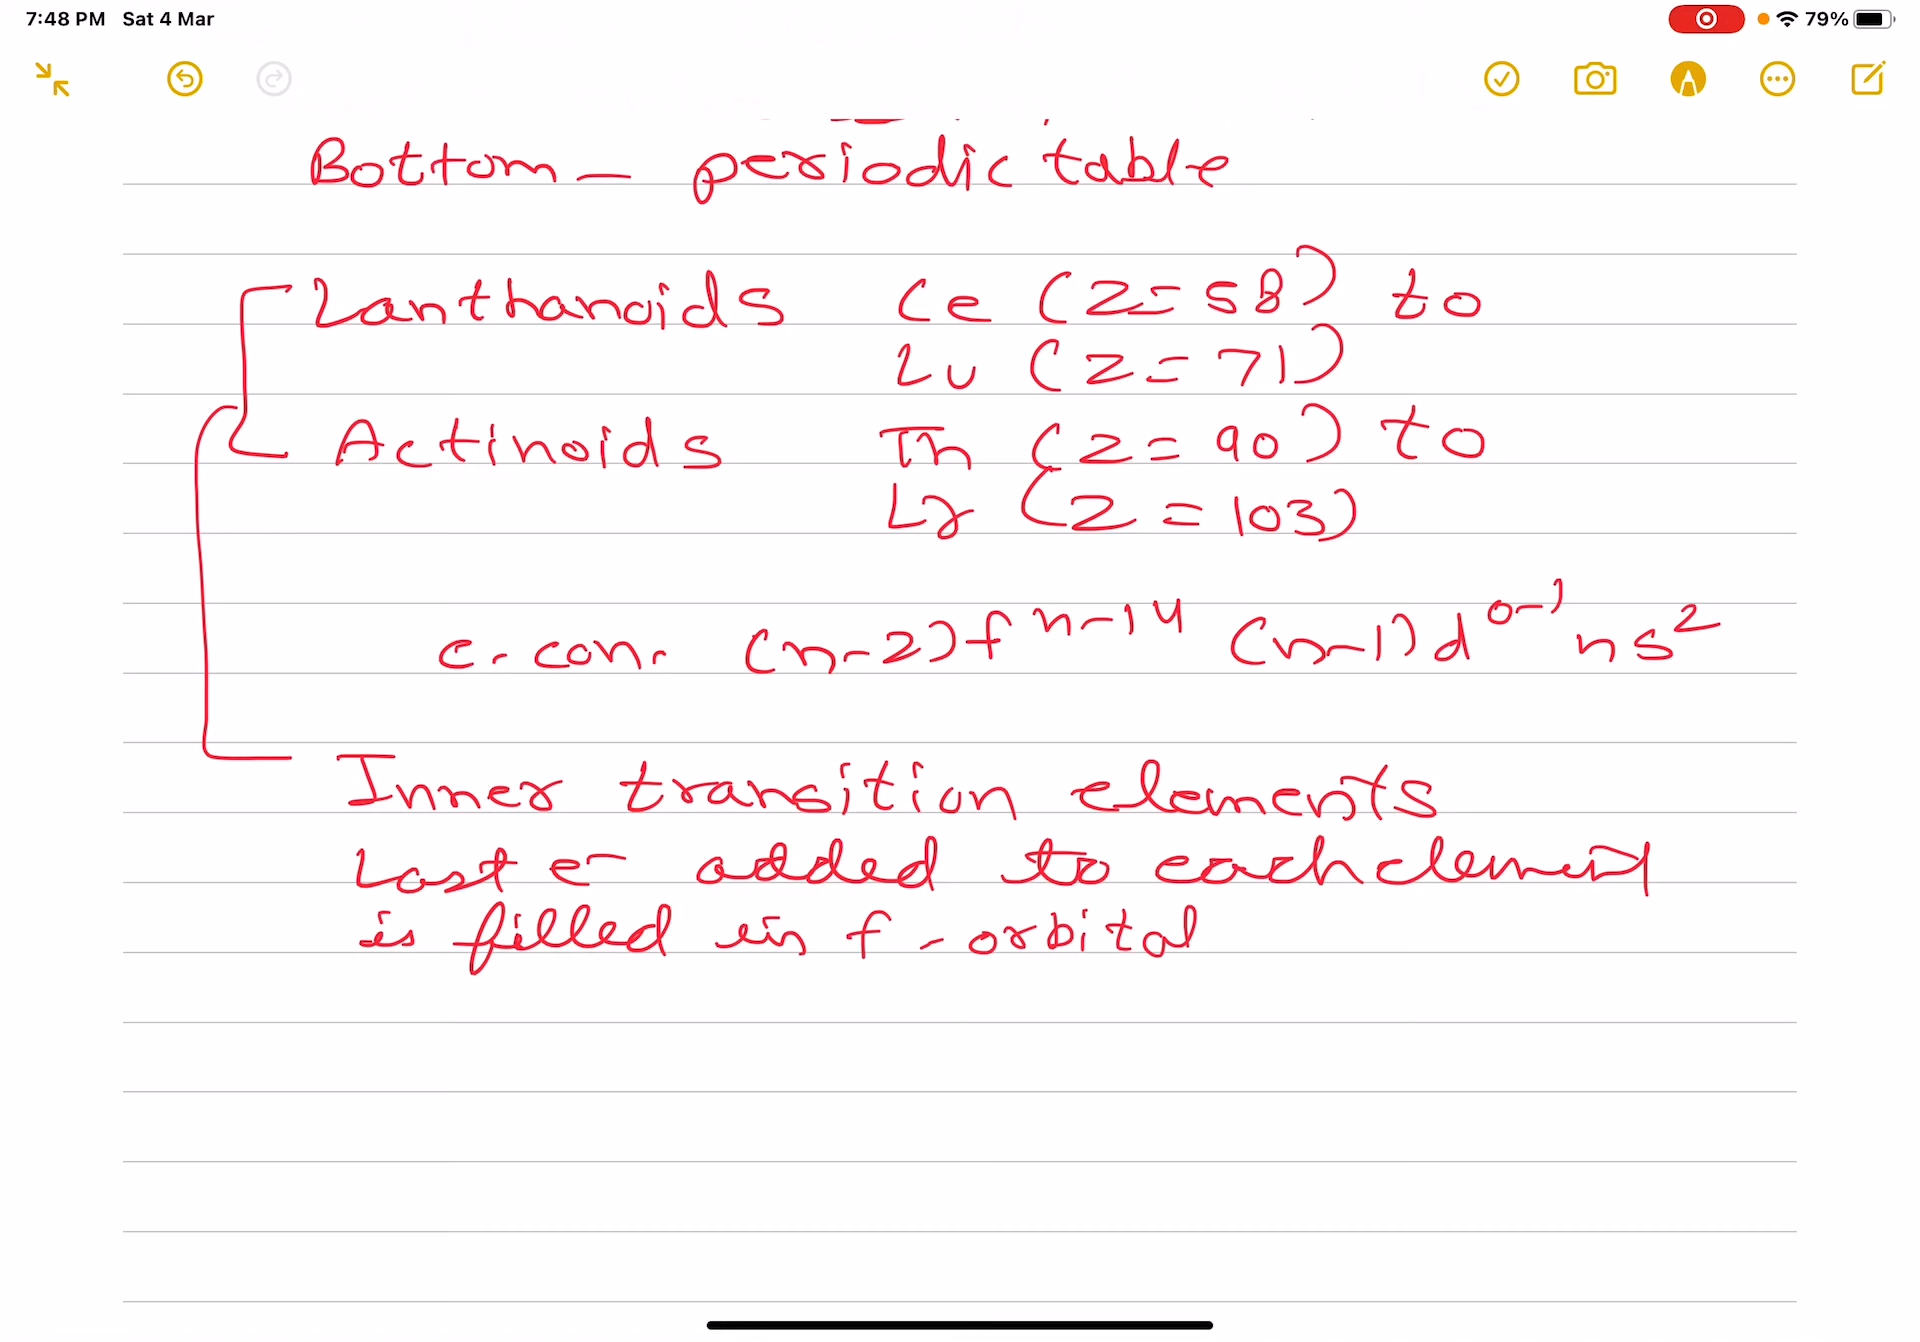 7:48 PM Sat 4 Mar 79%
Bottom - periodic table
Lanthanoids Ce (Z=58) to
Lu (Z=71)
Actinoids Th (Z=90) to
Lr (Z=103)
e. con. (n-2)fⁿ⁻¹⁴ (n-1)d⁰⁻¹ ns²
Inner transition elements
Last e⁻ added to each element
is filled in f-orbital